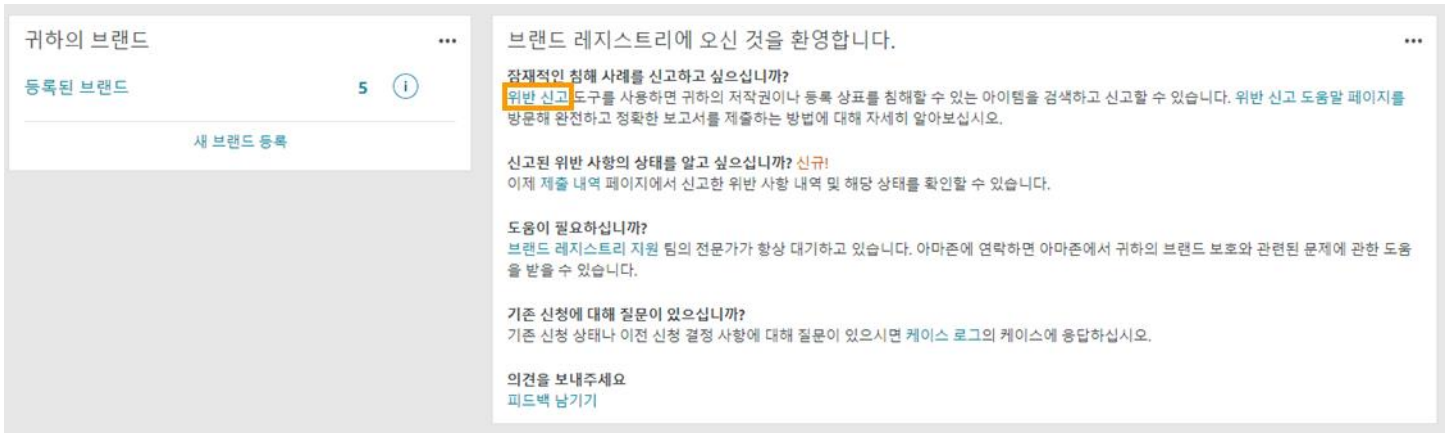 귀하의 브랜드
등록된 브랜드 5
새 브랜드 등록
브랜드 레지스트리에 오신 것을 환영합니다.
잠재적인 침해 사례를 신고하고 싶으십니까?
위반 신고 도구를 사용하면 귀하의 저작권이나 등록 상표를 침해할 수 있는 아이템을 검색하고 신고할 수 있습니다. 위반 신고 도움말 페이지를
방문해 완전하고 정확한 보고서를 제출하는 방법에 대해 자세히 알아보십시오.
신고된 위반 사항의 상태를 알고 싶으십니까? 신규!
이제 제출 내역 페이지에서 신고한 위반 사항 내역 및 해당 상태를 확인할 수 있습니다.
도움이 필요하십니까?
브랜드 레지스트리 지원 팀의 전문가가 항상 대기하고 있습니다. 아마존에 연락하면 아마존에서 귀하의 브랜드 보호와 관련된 문제에 관한 도움
을 받을 수 있습니다.
기존 신청에 대해 질문이 있으십니까?
기존 신청 상태나 이전 신청 결정 사항에 대해 질문이 있으시면 케이스 로그의 케이스에 응답하십시오.
의견을 보내주세요
피드백 남기기